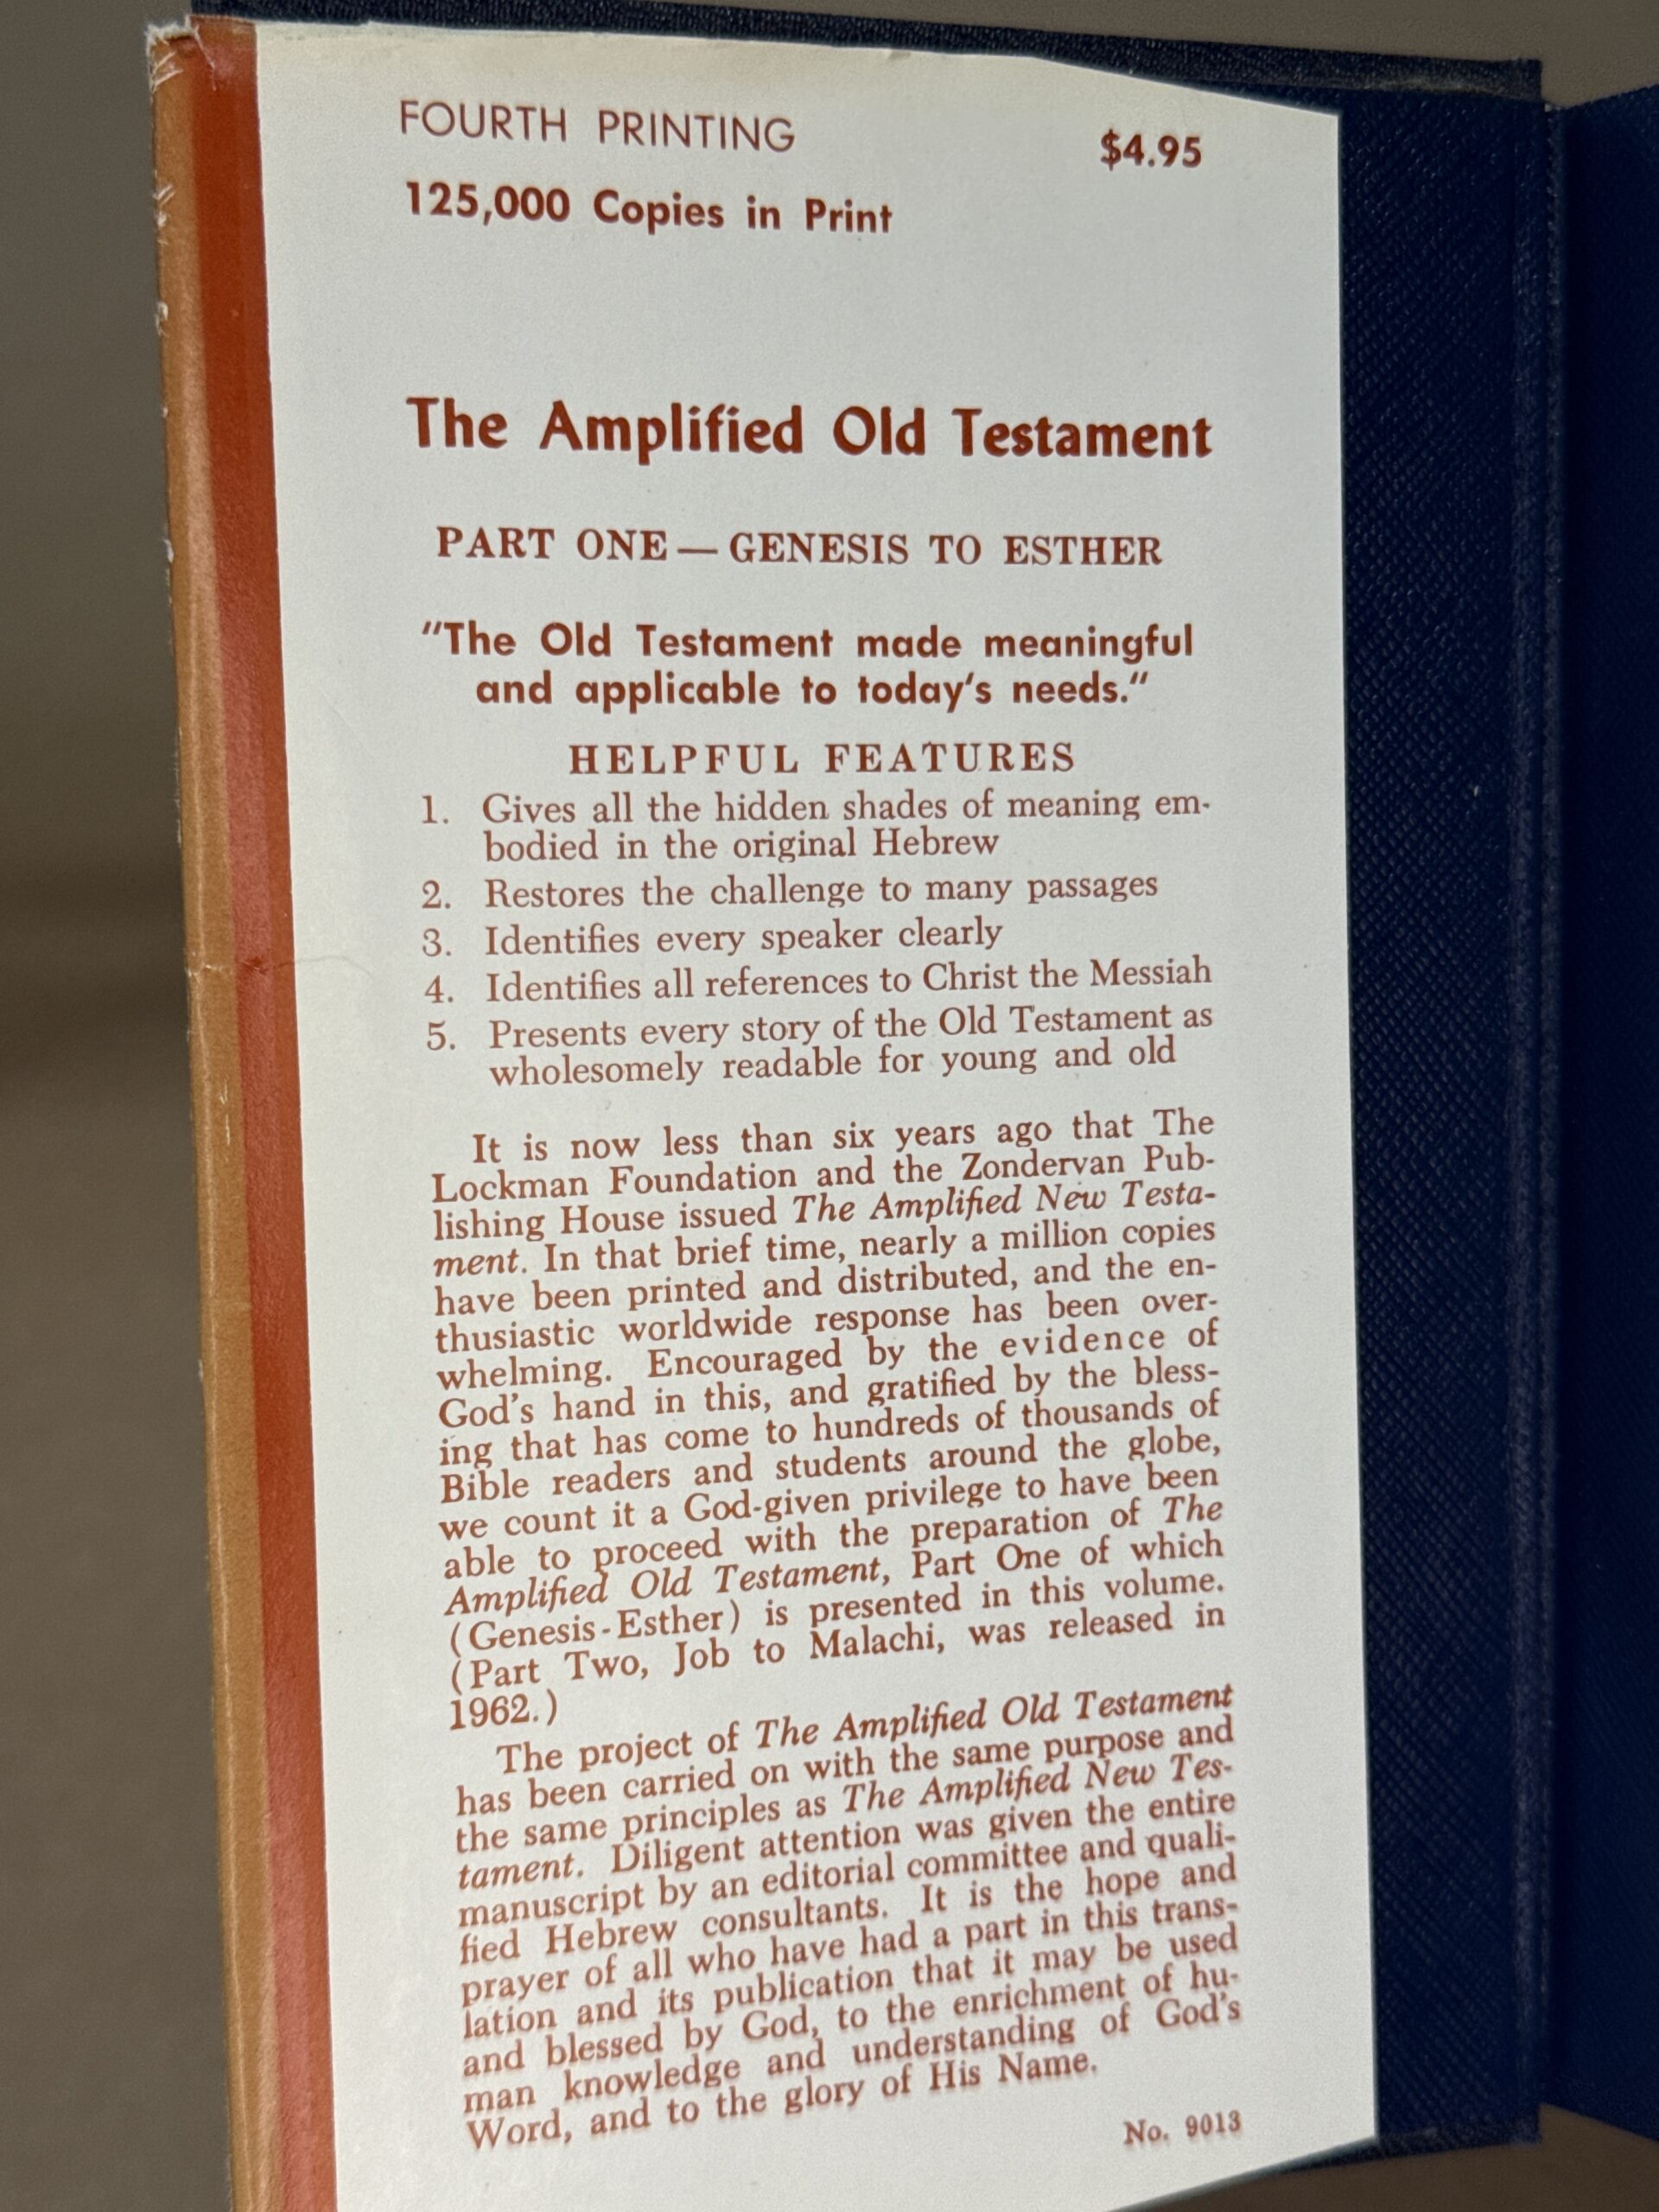 FOURTH PRINTING
$4.95
125,000 Copies in Print
The Amplified Old Testament
PART ONE — GENESIS TO ESTHER
"The Old Testament made meaningful
and applicable to today's needs."
HELPFUL FEATURES
1. Gives all the hidden shades of meaning em-
bodied in the original Hebrew
2. Restores the challenge to many passages
3. Identifies every speaker clearly
4. Identifies all references to Christ the Messiah
5. Presents every story of the Old Testament as
wholesomely readable for young and old
It is now less than six years ago that The
Lockman Foundation and the Zondervan Pub-
lishing House issued The Amplified New Testa-
ment. In that brief time, nearly a million copies
have been printed and distributed, and the en-
thusiastic worldwide response has been over-
whelming. Encouraged by the evidence of
God's hand in this, and gratified by the bless-
ing that has come to hundreds of thousands of
Bible readers and students around the globe,
we count it a God-given privilege to have been
able to proceed with the preparation of The
Amplified Old Testament, Part One of which
(Genesis-Esther) is presented in this volume.
(Part Two, Job to Malachi, was released in
1962.)
The project of The Amplified Old Testament
has been carried on with the same purpose and
the same principles as The Amplified New Tes-
tament. Diligent attention was given the entire
manuscript by an editorial committee and quali-
fied Hebrew consultants. It is the hope and
prayer of all who have had a part in this trans-
lation and its publication that it may be used
and blessed by God, to the enrichment of hu-
man knowledge and understanding of God's
Word, and to the glory of His Name.
No. 9013